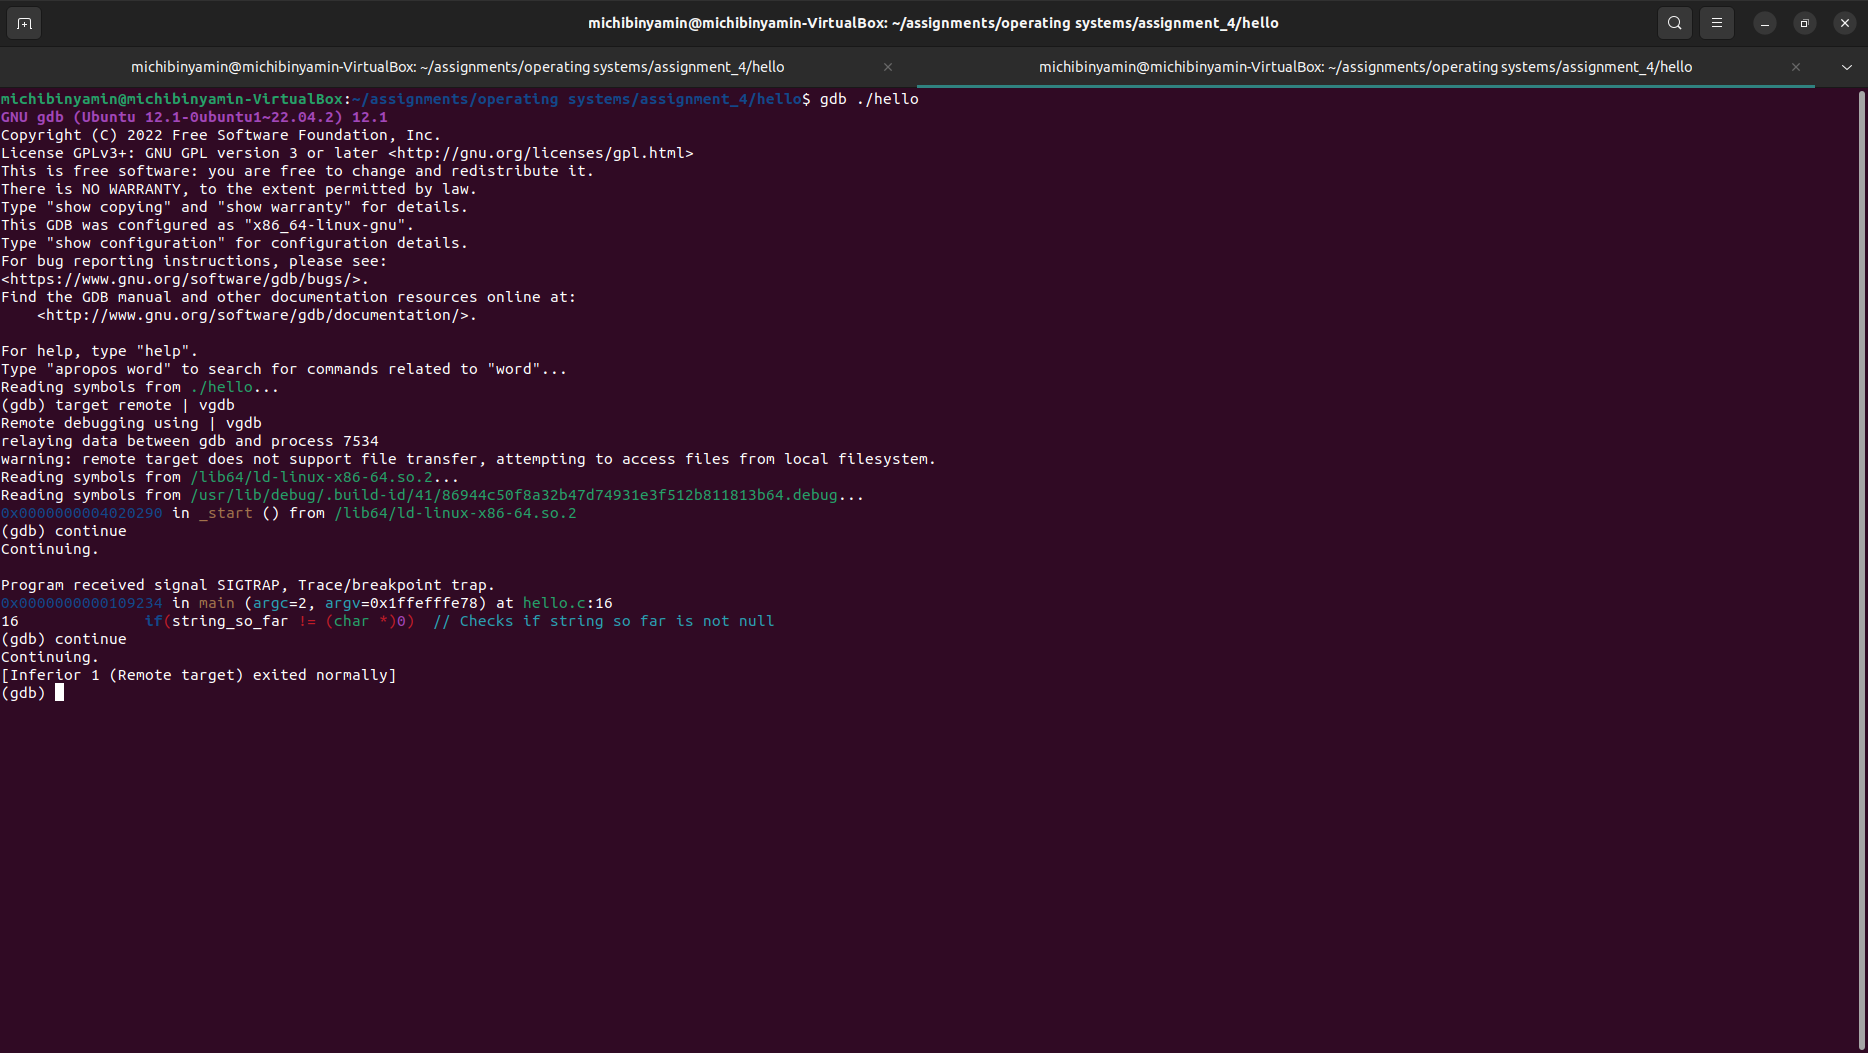 michibinyamin@michibinyamin-VirtualBox: ~/assignments/operating systems/assignment_4/hello
michibinyamin@michibinyamin-VirtualBox: ~/assignments/operating systems/assignment_4/hello
michibinyamin@michibinyamin-VirtualBox: ~/assignments/operating systems/assignment_4/hello
michibinyamin@michibinyamin-VirtualBox:~/assignments/operating systems/assignment_4/hello$ gdb ./hello
GNU gdb (Ubuntu 12.1-0ubuntu1~22.04.2) 12.1
Copyright (C) 2022 Free Software Foundation, Inc.
License GPLv3+: GNU GPL version 3 or later <http://gnu.org/licenses/gpl.html>
This is free software: you are free to change and redistribute it.
There is NO WARRANTY, to the extent permitted by law.
Type "show copying" and "show warranty" for details.
This GDB was configured as "x86_64-linux-gnu".
Type "show configuration" for configuration details.
For bug reporting instructions, please see:
<https://www.gnu.org/software/gdb/bugs/>.
Find the GDB manual and other documentation resources online at:
    <http://www.gnu.org/software/gdb/documentation/>.

For help, type "help".
Type "apropos word" to search for commands related to "word"...
Reading symbols from ./hello...
(gdb) target remote | vgdb
Remote debugging using | vgdb
relaying data between gdb and process 7534
warning: remote target does not support file transfer, attempting to access files from local filesystem.
Reading symbols from /lib64/ld-linux-x86-64.so.2...
Reading symbols from /usr/lib/debug/.build-id/41/86944c50f8a32b47d74931e3f512b811813b64.debug...
0x0000000004020290 in _start () from /lib64/ld-linux-x86-64.so.2
(gdb) continue
Continuing.

Program received signal SIGTRAP, Trace/breakpoint trap.
0x0000000000109234 in main (argc=2, argv=0x1ffefffe78) at hello.c:16
16              if(string_so_far != (char *)0)  // Checks if string so far is not null
(gdb) continue
Continuing.
[Inferior 1 (Remote target) exited normally]
(gdb)